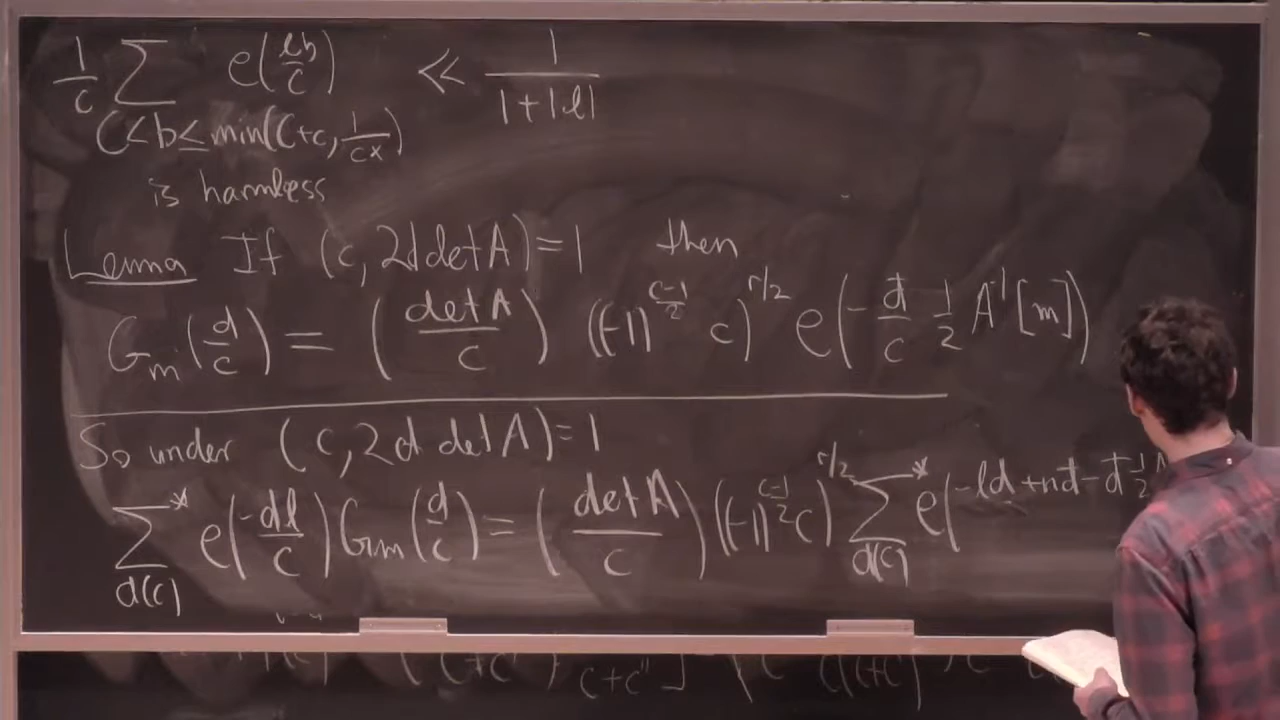 1/c ∑ e(lb/c) ≪ 1/(1+|l|)
C<b≤min(C+c, 1/cx)
is harmless
Lemma If (c, 2d det A)=1 then
G_m(d/c) = (det A/c) ((-1)^{(c-1)/2} c)^{r/2} e(-d̄/c 1/2 A^{-1}[m])
So under (c, 2d det A)=1
∑*_{d(c)} e(-dl/c) G_m(d/c) = (det A/c) ((-1)^{(c-1)/2} c)^{r/2} ∑*_{d(c)} e(-ld+nd-d̄ 1/2